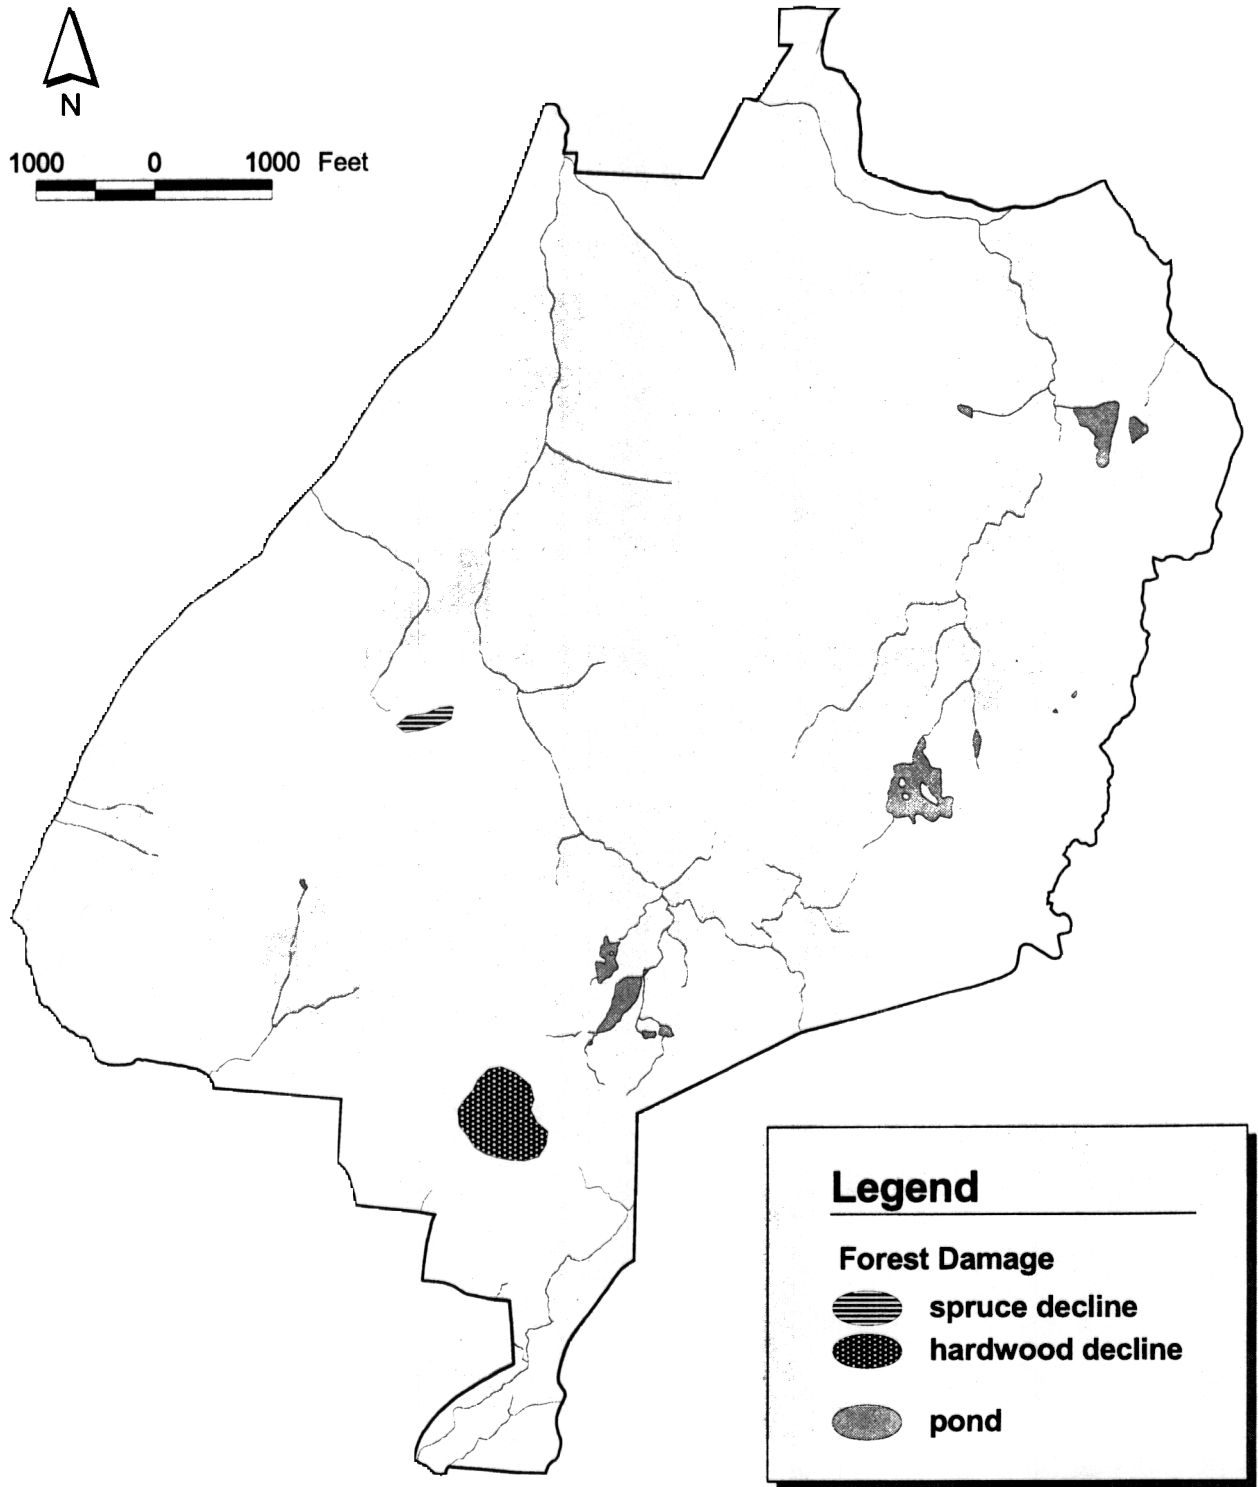 N
1000 0 1000 Feet
Legend
Forest Damage
spruce decline
hardwood decline
pond